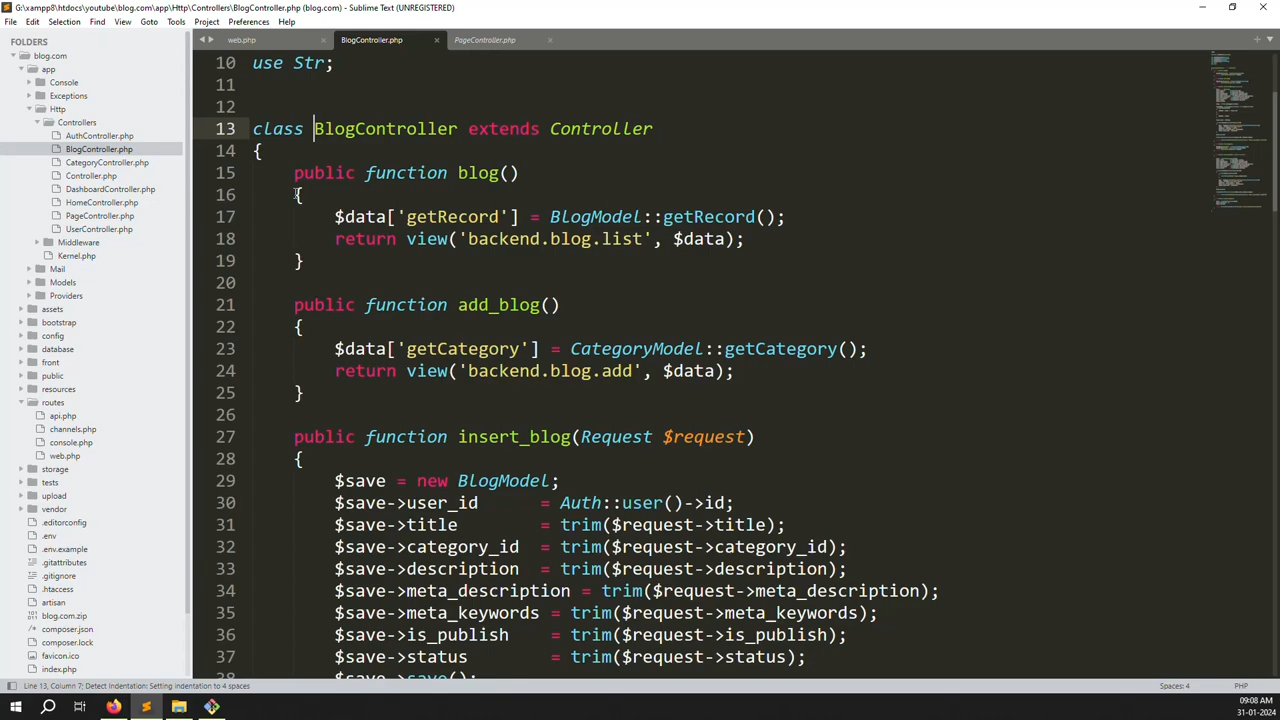 G:\xampp8\htdocs\youtube\blog.com\app\Http\Controllers\BlogController.php (blog.com) - Sublime Text (UNREGISTERED)
File Edit Selection Find View Goto Tools Project Preferences Help
FOLDERS
blog.com
app
Console
Exceptions
Http
Controllers
AuthController.php
BlogController.php
CategoryController.php
Controller.php
DashboardController.php
HomeController.php
PageController.php
UserController.php
Middleware
Kernel.php
Mail
Models
Providers
assets
bootstrap
config
database
front
public
resources
routes
api.php
channels.php
console.php
web.php
storage
tests
upload
vendor
.editorconfig
.env
.env.example
.gitattributes
.gitignore
.htaccess
artisan
blog.com.zip
composer.json
composer.lock
favicon.ico
index.php
web.php BlogController.php PageController.php
10 use Str;
11
12
13 class BlogController extends Controller
14 {
15 public function blog()
16 {
17 $data['getRecord'] = BlogModel::getRecord();
18 return view('backend.blog.list', $data);
19 }
20
21 public function add_blog()
22 {
23 $data['getCategory'] = CategoryModel::getCategory();
24 return view('backend.blog.add', $data);
25 }
26
27 public function insert_blog(Request $request)
28 {
29 $save = new BlogModel;
30 $save->user_id = Auth::user()->id;
31 $save->title = trim($request->title);
32 $save->category_id = trim($request->category_id);
33 $save->description = trim($request->description);
34 $save->meta_description = trim($request->meta_description);
35 $save->meta_keywords = trim($request->meta_keywords);
36 $save->is_publish = trim($request->is_publish);
37 $save->status = trim($request->status);
38 $save->save();
Line 13, Column 7; Detect Indentation: Setting indentation to 4 spaces Spaces: 4 PHP
09:08 AM
31-01-2024